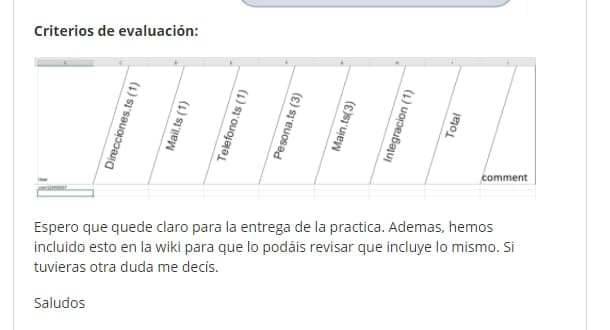 Criterios de evaluación:
Direcciones.ts (1)
Mail.ts (1)
Telefono.ts (1)
Pesona.ts (3)
Main.ts(3)
Integracion (1)
Total
comment
Espero que quede claro para la entrega de la practica. Ademas, hemos
incluido esto en la wiki para que lo podáis revisar que incluye lo mismo. Si
tuvieras otra duda me decís.
Saludos